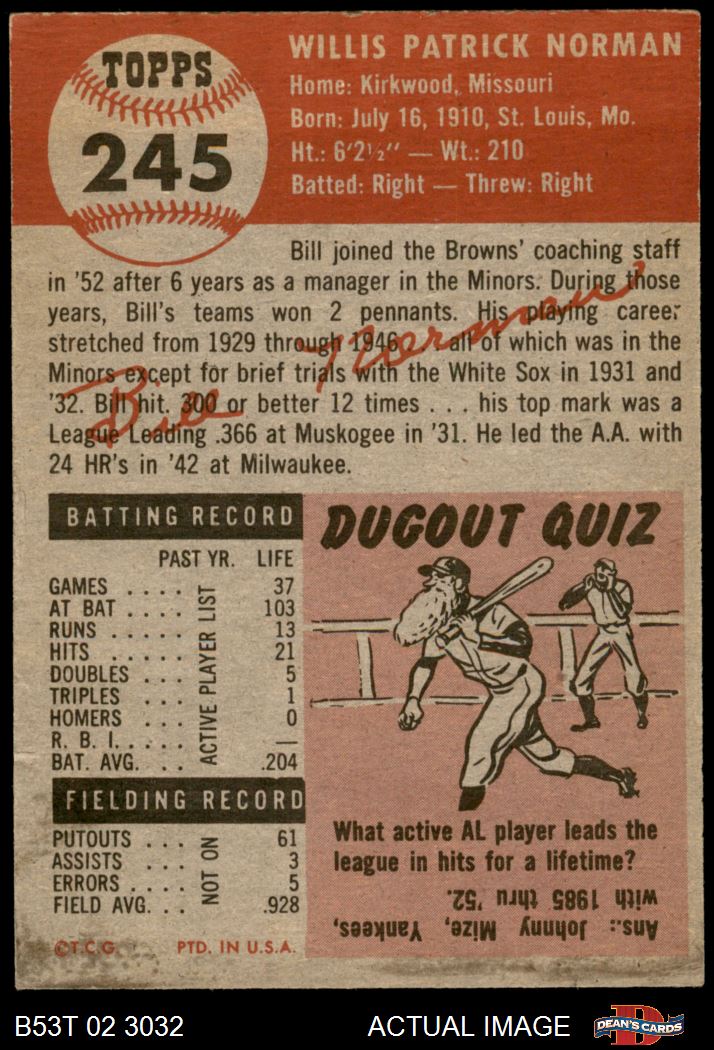 TOPPS
245
WILLIS PATRICK NORMAN
Home: Kirkwood, Missouri
Born: July 16, 1910, St. Louis, Mo.
Ht.: 6'2½" — Wt.: 210
Batted: Right — Threw: Right
Bill joined the Browns' coaching staff
in '52 after 6 years as a manager in the Minors. During those
years, Bill's teams won 2 pennants. His playing career
stretched from 1929 through 1946 . . . all of which was in the
Minors except for brief trials with the White Sox in 1931 and
'32. Bill hit. 300 or better 12 times . . . his top mark was a
League Leading .366 at Muskogee in '31. He led the A.A. with
24 HR's in '42 at Milwaukee.
Bill Norman
BATTING RECORD
PAST YR. LIFE
GAMES . . . . 37
AT BAT . . . . 103
RUNS . . . . . 13
HITS . . . . . 21
DOUBLES . . . 5
TRIPLES . . . 1
HOMERS . . . 0
R. B. I. . . . . —
BAT. AVG. . . .204
FIELDING RECORD
PUTOUTS . . . 61
ASSISTS . . . 3
ERRORS . . . . 5
FIELD AVG. . . .928
NOT ON ACTIVE PLAYER LIST
©T.C.G. PTD. IN U.S.A.
DUGOUT QUIZ
What active AL player leads the
league in hits for a lifetime?
Ans.: Johnny Mize, Yankees,
with 1985 thru '52.
B53T 02 3032
ACTUAL IMAGE
D
DEAN'S CARDS